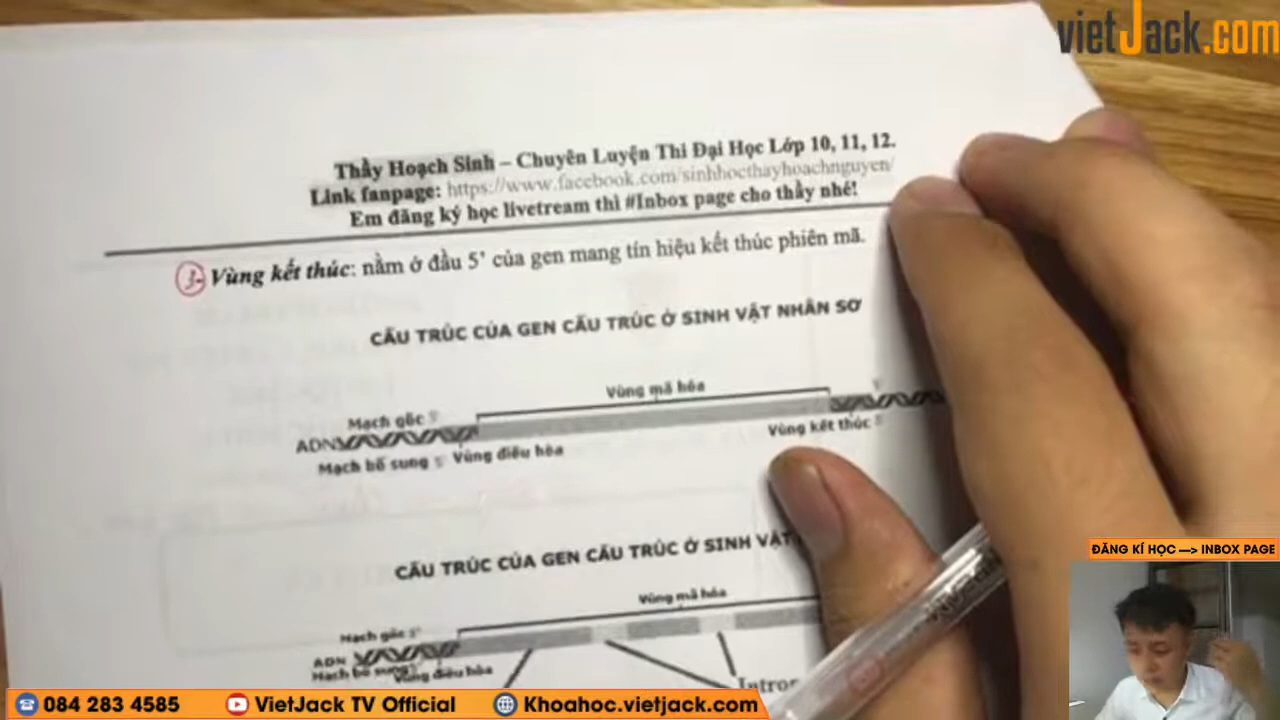 vietJack.com
Thầy Hoạch Sinh – Chuyên Luyện Thi Đại Học Lớp 10, 11, 12.
Link fanpage: https://www.facebook.com/sinhhocthayhoachnguyen/
Em đăng ký học livetream thì #Inbox page cho thầy nhé!
3. Vùng kết thúc: nằm ở đầu 5' của gen mang tín hiệu kết thúc phiên mã.
CẤU TRÚC CỦA GEN CẤU TRÚC Ở SINH VẬT NHÂN SƠ
Vùng mã hóa
Mạch gốc
ADN
Mạch bổ sung
Vùng điều hòa
Vùng kết thúc
CẤU TRÚC CỦA GEN CẤU TRÚC Ở SINH VẬT
Vùng mã hóa
Mạch gốc 3'
ADN
Mạch bổ sung
Vùng điều hòa
Intron
ĐĂNG KÍ HỌC —> INBOX PAGE
084 283 4585
VietJack TV Official
Khoahoc.vietjack.com